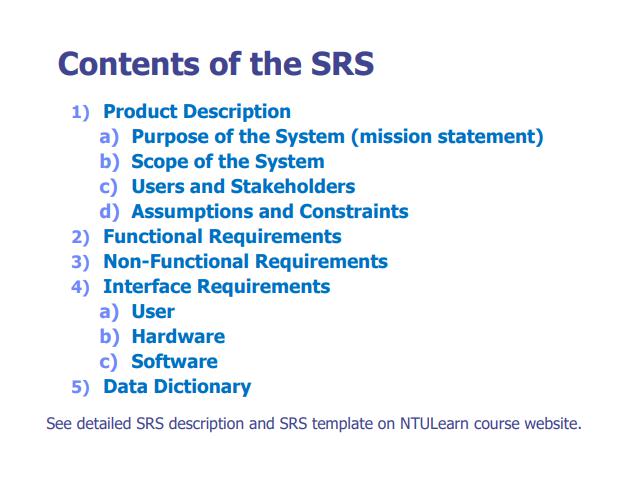 Contents of the SRS
1) Product Description
a) Purpose of the System (mission statement)
b) Scope of the System
c) Users and Stakeholders
d) Assumptions and Constraints
2) Functional Requirements
3) Non-Functional Requirements
4) Interface Requirements
a) User
b) Hardware
c) Software
5) Data Dictionary
See detailed SRS description and SRS template on NTULearn course website.